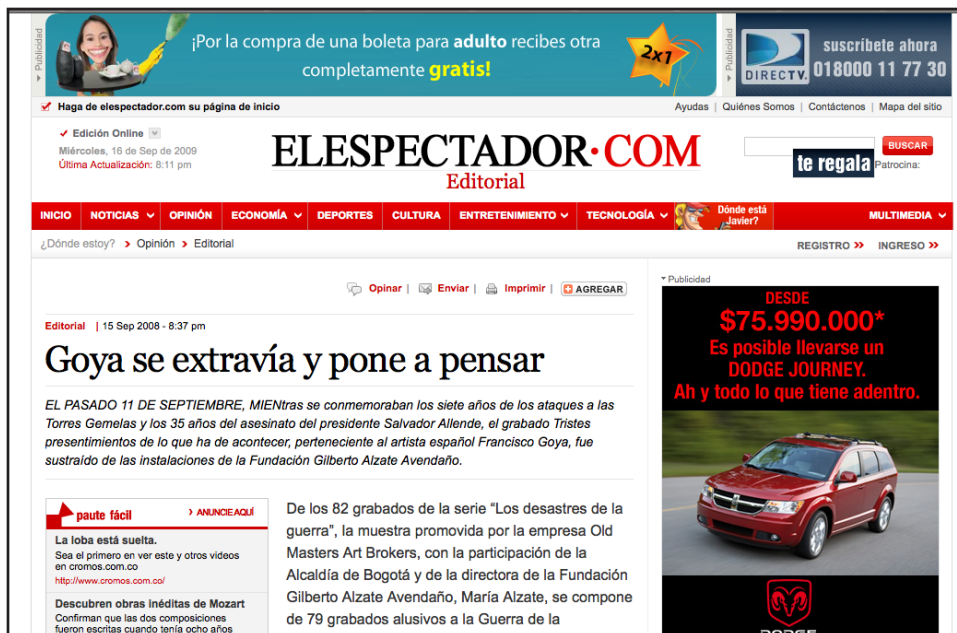 Publicidad
¡Por la compra de una boleta para adulto recibes otra
completamente gratis!
2x1
Publicidad
DIRECTV.
suscríbete ahora
018000 11 77 30
Haga de elespectador.com su página de inicio
Ayudas | Quiénes Somos | Contáctenos | Mapa del sitio
Edición Online
Miércoles, 16 de Sep de 2009
Última Actualización: 8:11 pm
ELESPECTADOR·COM
Editorial
BUSCAR
te regala
Patrocina:
INICIO NOTICIAS OPINIÓN ECONOMÍA DEPORTES CULTURA ENTRETENIMIENTO TECNOLOGÍA
Dónde está
Javier?
MULTIMEDIA
¿Dónde estoy? > Opinión > Editorial
REGISTRO >> INGRESO >>
Opinar | Enviar | Imprimir | AGREGAR
Editorial | 15 Sep 2008 - 8:37 pm
Goya se extravía y pone a pensar
EL PASADO 11 DE SEPTIEMBRE, MIENtras se conmemoraban los siete años de los ataques a las
Torres Gemelas y los 35 años del asesinato del presidente Salvador Allende, el grabado Tristes
presentimientos de lo que ha de acontecer, perteneciente al artista español Francisco Goya, fue
sustraído de las instalaciones de la Fundación Gilberto Alzate Avendaño.
paute fácil
> ANUNCIE AQUÍ
La loba está suelta.
Sea el primero en ver este y otros videos
en cromos.com.co
http://www.cromos.com.co/
Descubren obras inéditas de Mozart
Confirman que las dos composiciones
fueron escritas cuando tenía ocho años
De los 82 grabados de la serie “Los desastres de la
guerra”, la muestra promovida por la empresa Old
Masters Art Brokers, con la participación de la
Alcaldía de Bogotá y de la directora de la Fundación
Gilberto Alzate Avendaño, María Alzate, se compone
de 79 grabados alusivos a la Guerra de la
Publicidad
DESDE
$75.990.000*
Es posible llevarse un
DODGE JOURNEY.
Ah y todo lo que tiene adentro.
DODGE